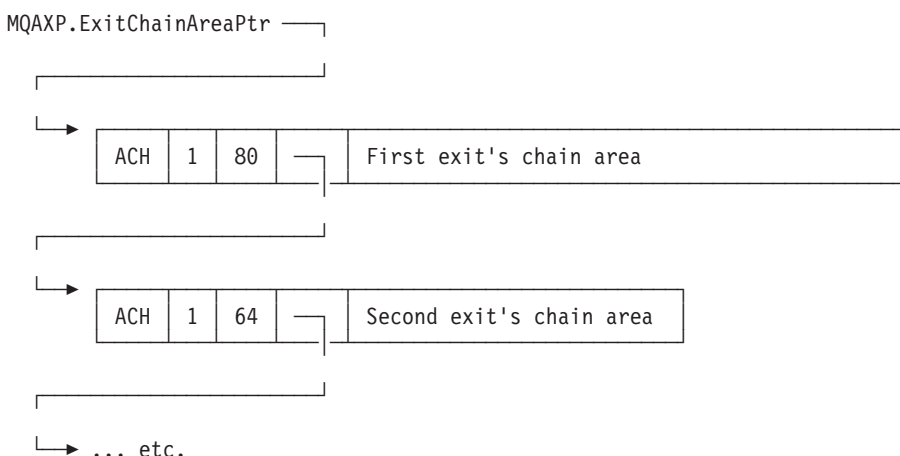 MQAXP.ExitChainAreaPtr
ACH 1 80 First exit's chain area
ACH 1 64 Second exit's chain area
... etc.